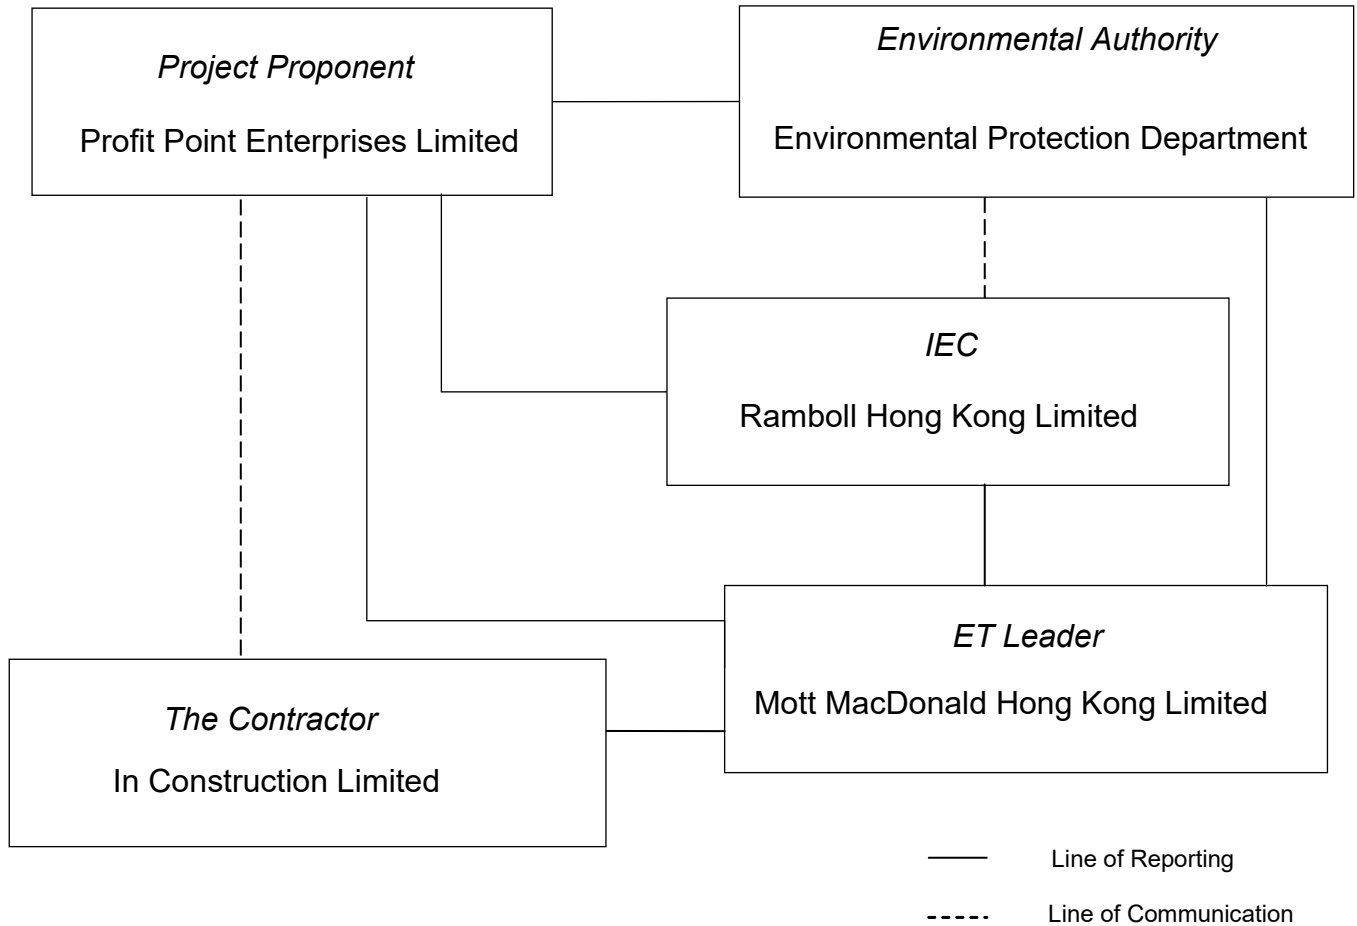 Project Proponent
Profit Point Enterprises Limited
Environmental Authority
Environmental Protection Department
IEC
Ramboll Hong Kong Limited
ET Leader
Mott MacDonald Hong Kong Limited
The Contractor
In Construction Limited
Line of Reporting
Line of Communication